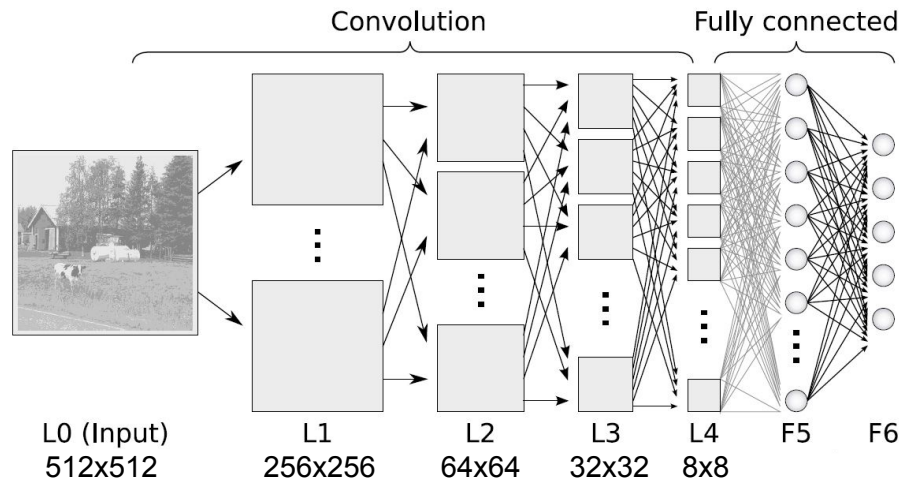 Convolution Fully connected
L0 (Input) L1 L2 L3 L4 F5 F6
512x512 256x256 64x64 32x32 8x8